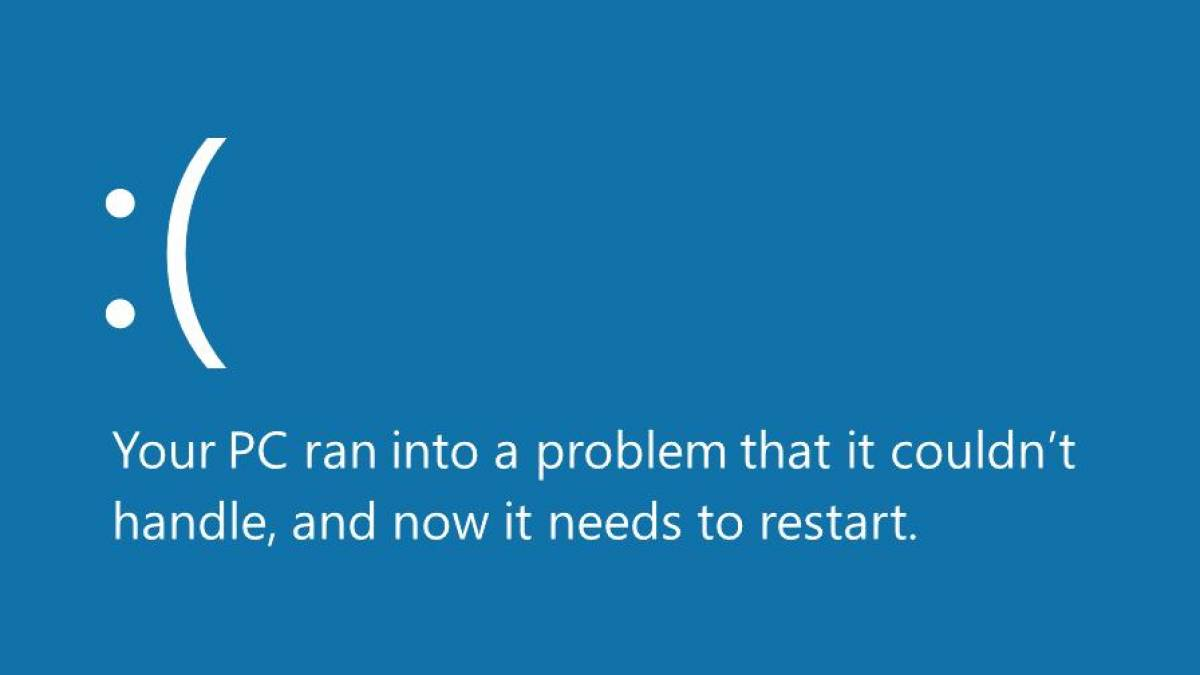 :(
Your PC ran into a problem that it couldn’t
handle, and now it needs to restart.